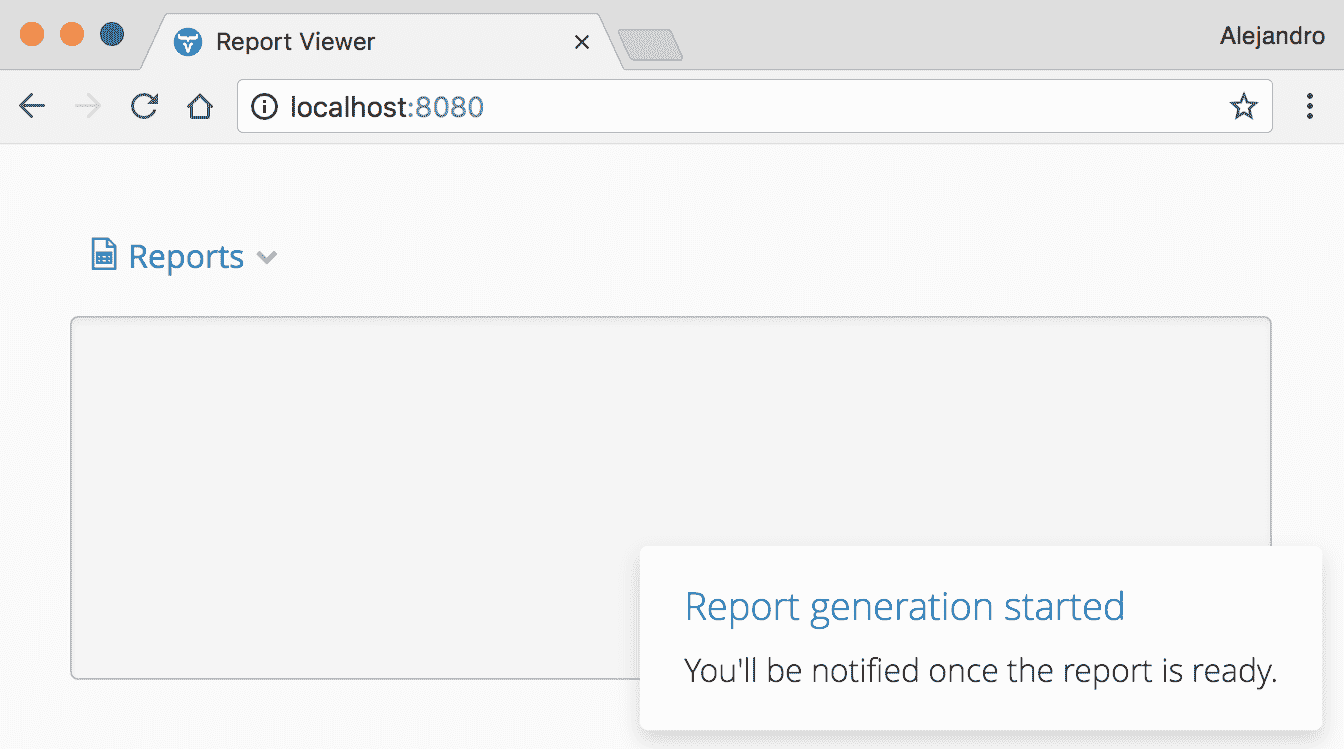 Report Viewer
Alejandro
localhost:8080
Reports
Report generation started
You'll be notified once the report is ready.